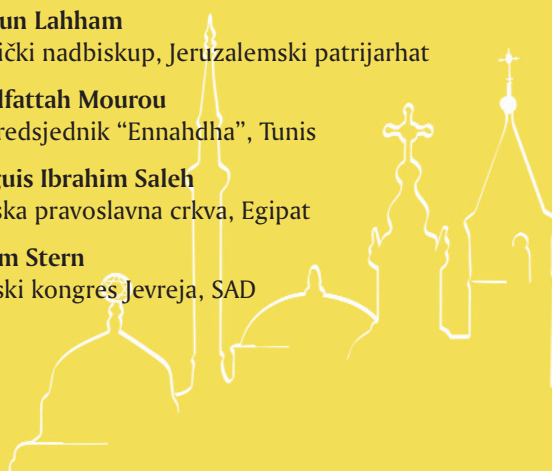 un Lahham
ički nadbiskup, Jeruzalemski patrijarhat
lfattah Mourou
redsjednik “Ennahdha”, Tunis
guis Ibrahim Saleh
ska pravoslavna crkva, Egipat
m Stern
ski kongres Jevreja, SAD